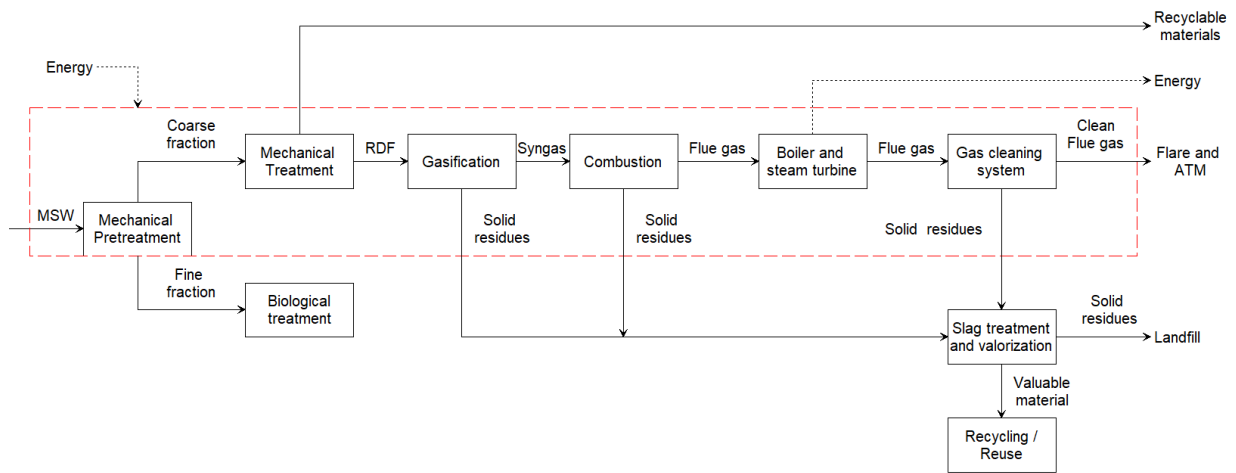 Recyclable
materials
Energy
Energy
Coarse
fraction
Clean
Flue gas
Mechanical
Treatment
RDF
Gasification
Syngas
Combustion
Flue gas
Boiler and
steam turbine
Flue gas
Gas cleaning
system
Flare and
ATM
MSW
Mechanical
Pretreatment
Solid
residues
Solid
residues
Solid residues
Fine
fraction
Biological
treatment
Slag treatment
and valorization
Solid
residues
Landfill
Valuable
material
Recycling /
Reuse